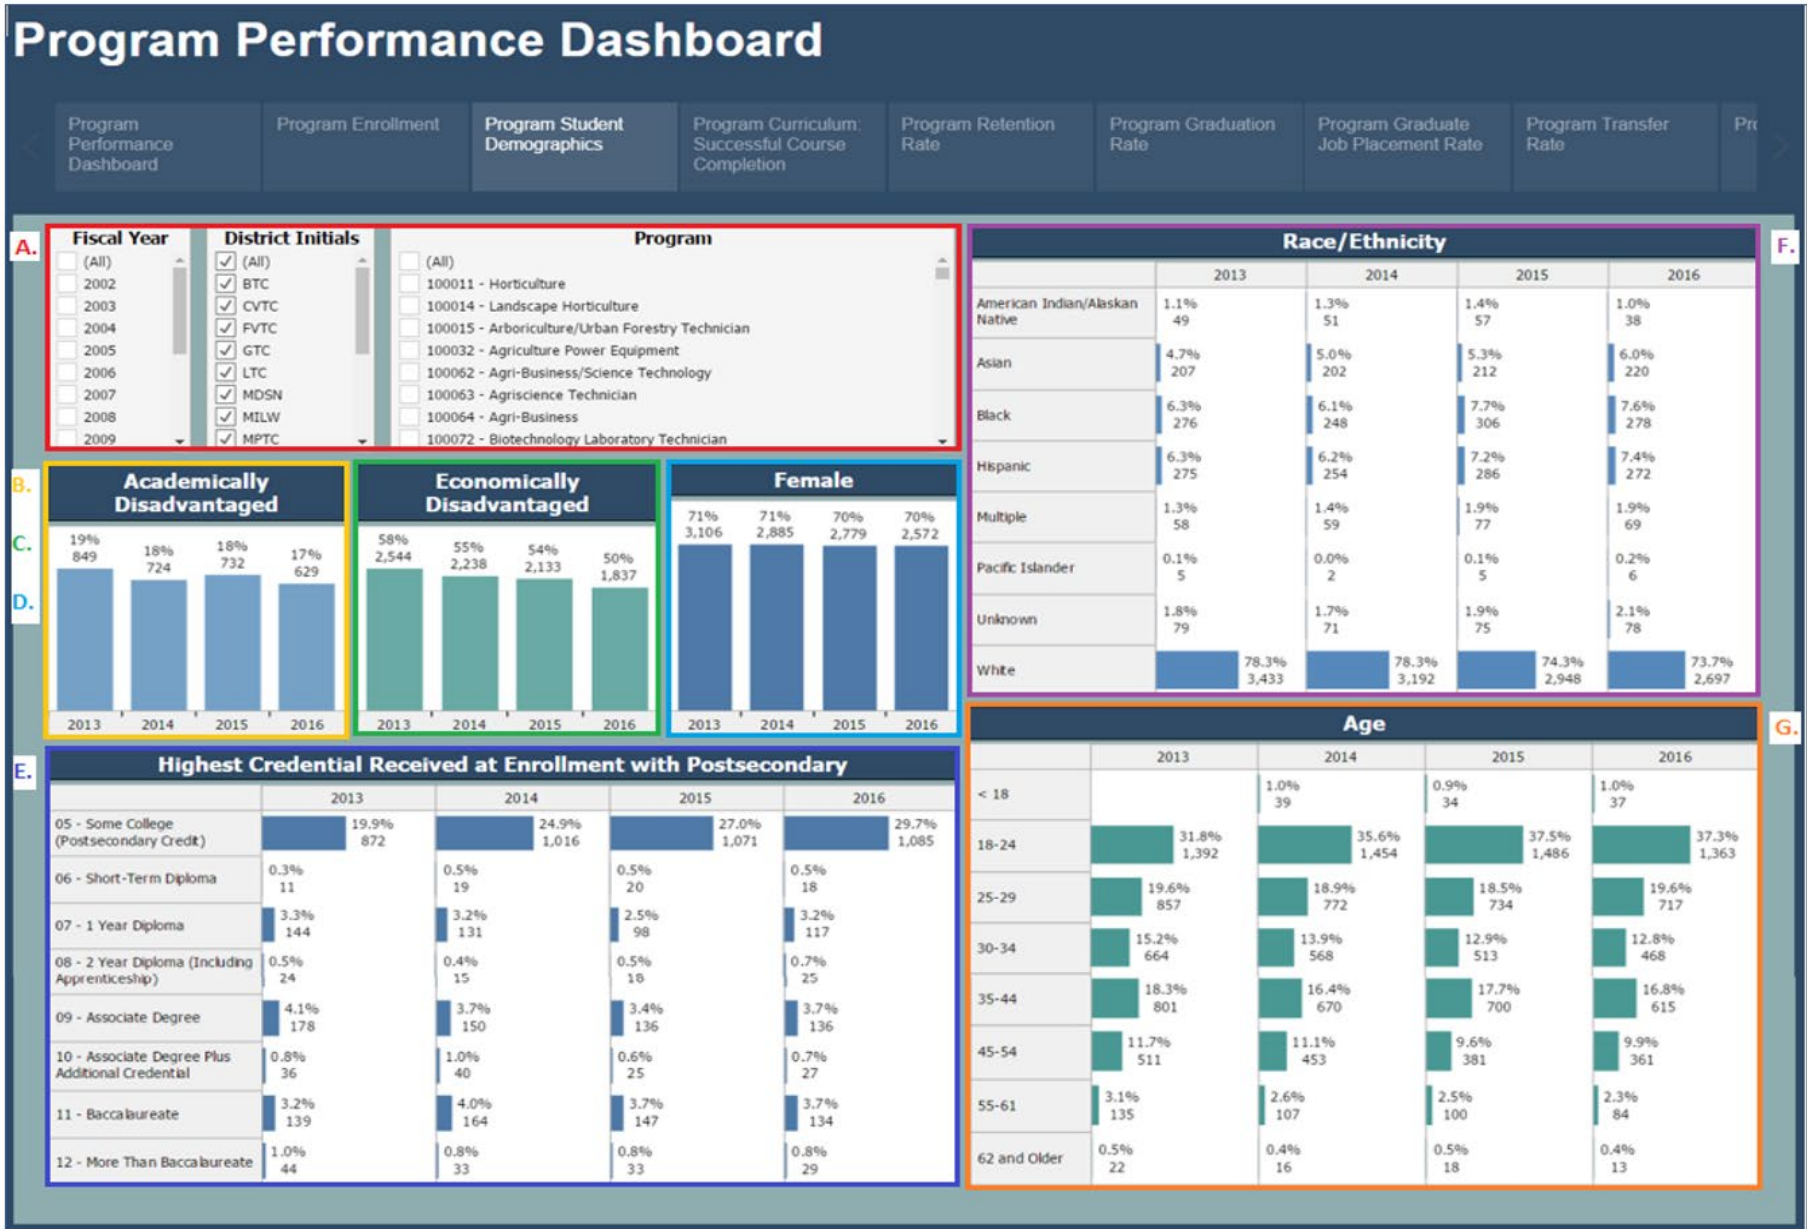 Program Performance Dashboard
Program
Performance
Dashboard
Program Enrollment
Program Student
Demographics
Program Curriculum:
Successful Course
Completion
Program Retention
Rate
Program Graduation
Rate
Program Graduate
Job Placement Rate
Program Transfer
Rate
Pro
A.
Fiscal Year
(All)
2002
2003
2004
2005
2006
2007
2008
2009
District Initials
(All)
BTC
CVTC
FVTC
GTC
LTC
MDSN
MILW
MPTC
Program
(All)
100011 - Horticulture
100014 - Landscape Horticulture
100015 - Arboriculture/Urban Forestry Technician
100032 - Agriculture Power Equipment
100062 - Agri-Business/Science Technology
100063 - Agriscience Technician
100064 - Agri-Business
100072 - Biotechnology Laboratory Technician
B.
Academically
Disadvantaged
19% 18% 18% 17%
849 724 732 629
2013 2014 2015 2016
C.
Economically
Disadvantaged
58% 55% 54% 50%
2,544 2,238 2,133 1,837
2013 2014 2015 2016
D.
Female
71% 71% 70% 70%
3,106 2,885 2,779 2,572
2013 2014 2015 2016
E.
Highest Credential Received at Enrollment with Postsecondary
2013 2014 2015 2016
05 - Some College 19.9% 24.9% 27.0% 29.7%
(Postsecondary Credit) 872 1,016 1,071 1,085
06 - Short-Term Diploma 0.3% 0.5% 0.5% 0.5%
11 19 20 18
07 - 1 Year Diploma 3.3% 3.2% 2.5% 3.2%
144 131 98 117
08 - 2 Year Diploma (Including 0.5% 0.4% 0.5% 0.7%
Apprenticeship) 24 15 18 25
09 - Associate Degree 4.1% 3.7% 3.4% 3.7%
178 150 136 136
10 - Associate Degree Plus 0.8% 1.0% 0.6% 0.7%
Additional Credential 36 40 25 27
11 - Baccalaureate 3.2% 4.0% 3.7% 3.7%
139 164 147 134
12 - More Than Baccalaureate 1.0% 0.8% 0.8% 0.8%
44 33 33 29
F.
Race/Ethnicity
2013 2014 2015 2016
American Indian/Alaskan 1.1% 1.3% 1.4% 1.0%
Native 49 51 57 38
Asian 4.7% 5.0% 5.3% 6.0%
207 202 212 220
Black 6.3% 6.1% 7.7% 7.6%
276 248 306 278
Hispanic 6.3% 6.2% 7.2% 7.4%
275 254 286 272
Multiple 1.3% 1.4% 1.9% 1.9%
58 59 77 69
Pacific Islander 0.1% 0.0% 0.1% 0.2%
5 2 5 6
Unknown 1.8% 1.7% 1.9% 2.1%
79 71 75 78
White 78.3% 78.3% 74.3% 73.7%
3,433 3,192 2,948 2,697
G.
Age
2013 2014 2015 2016
< 18 1.0% 0.9% 1.0%
39 34 37
18-24 31.8% 35.6% 37.5% 37.3%
1,392 1,454 1,486 1,363
25-29 19.6% 18.9% 18.5% 19.6%
857 772 734 717
30-34 15.2% 13.9% 12.9% 12.8%
664 568 513 468
35-44 18.3% 16.4% 17.7% 16.8%
801 670 700 615
45-54 11.7% 11.1% 9.6% 9.9%
511 453 381 361
55-61 3.1% 2.6% 2.5% 2.3%
135 107 100 84
62 and Older 0.5% 0.4% 0.5% 0.4%
22 16 18 13